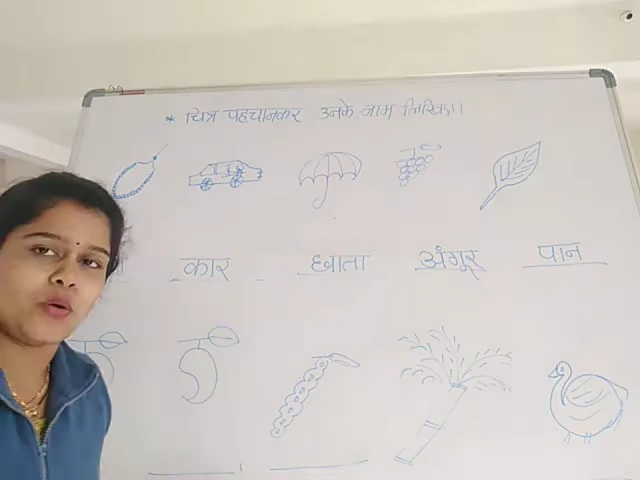 * चित्र पहचानकर उनके नाम लिखिए।
कार छाता अंगूर पान